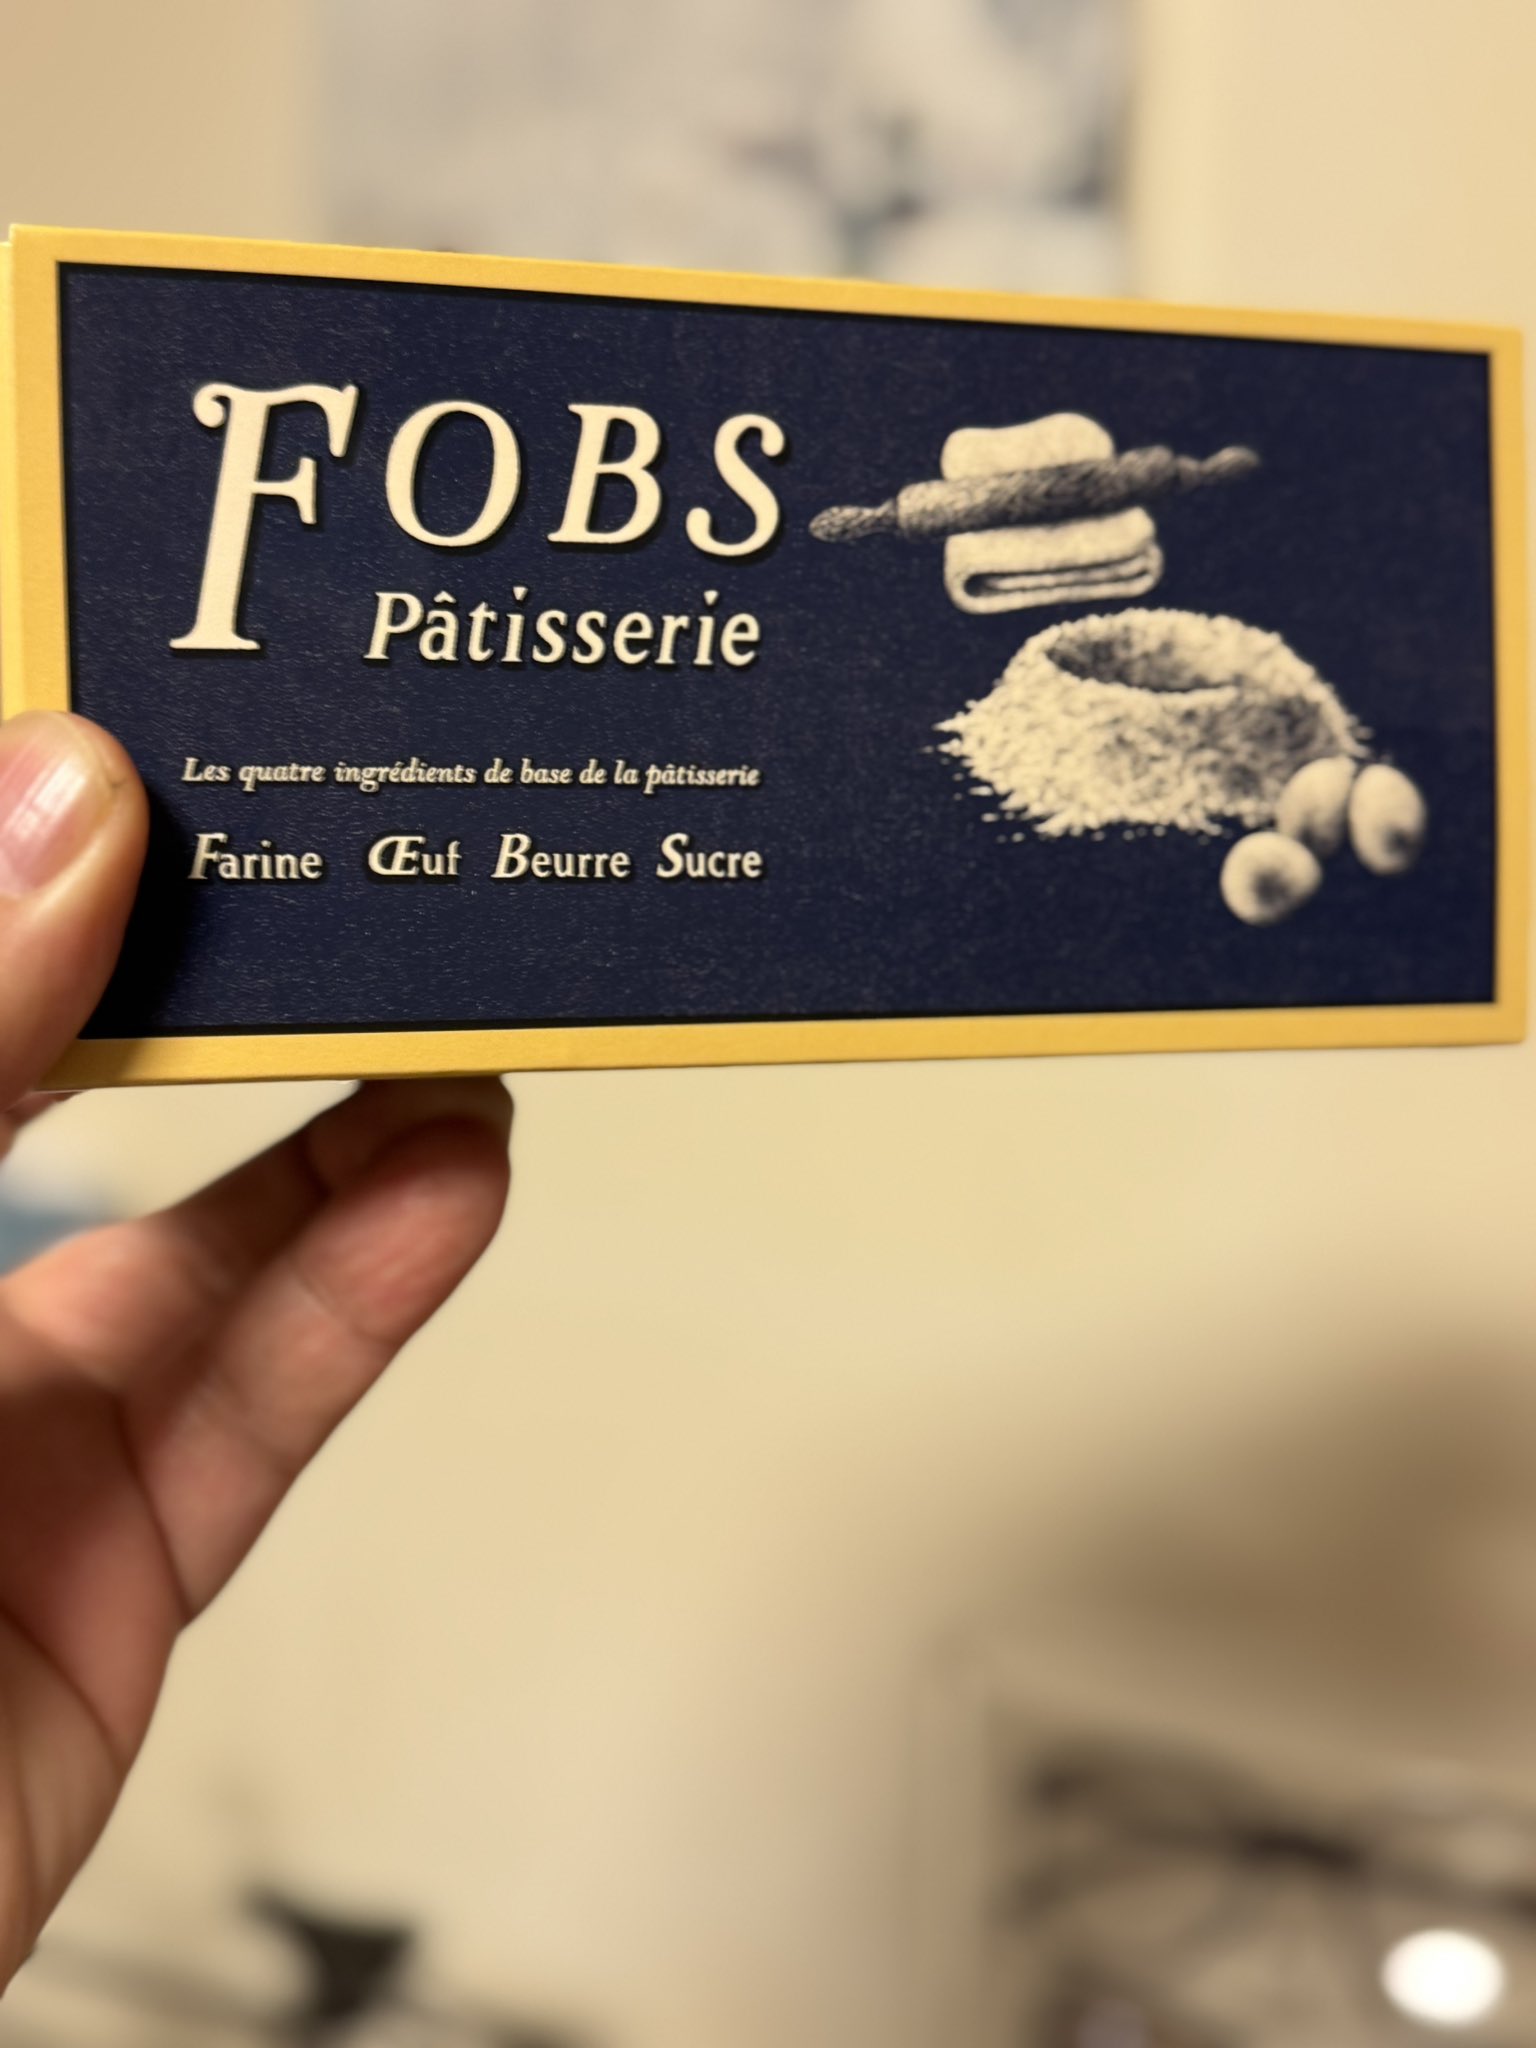 FOBS
Pâtisserie
Les quatre ingrédients de base de la pâtisserie
Farine Œuf Beurre Sucre